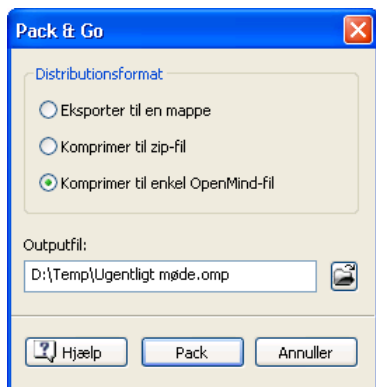 Pack & Go
Distributionsformat
Eksporter til en mappe
Komprimer til zip-fil
Komprimer til enkel OpenMind-fil
Outputfil:
D:\Temp\Ugentligt møde.omp
Hjælp Pack Annuller